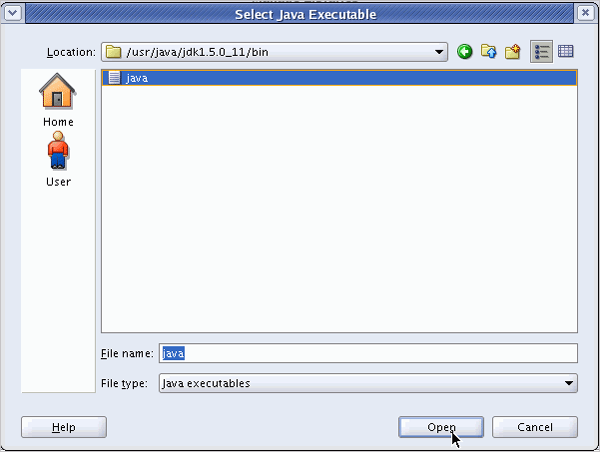 Select Java Executable
Location: /usr/java/jdk1.5.0_11/bin
java
Home
User
File name: java
File type: Java executables
Help Open Cancel